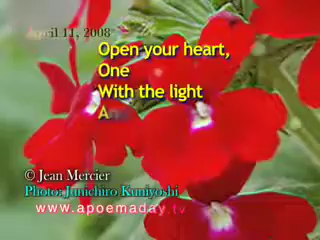 April 11, 2008
Open your heart,
One
With the light
A
© Jean Mercier
Photo: Junichiro Kuniyoshi
www.apoemaday.tv